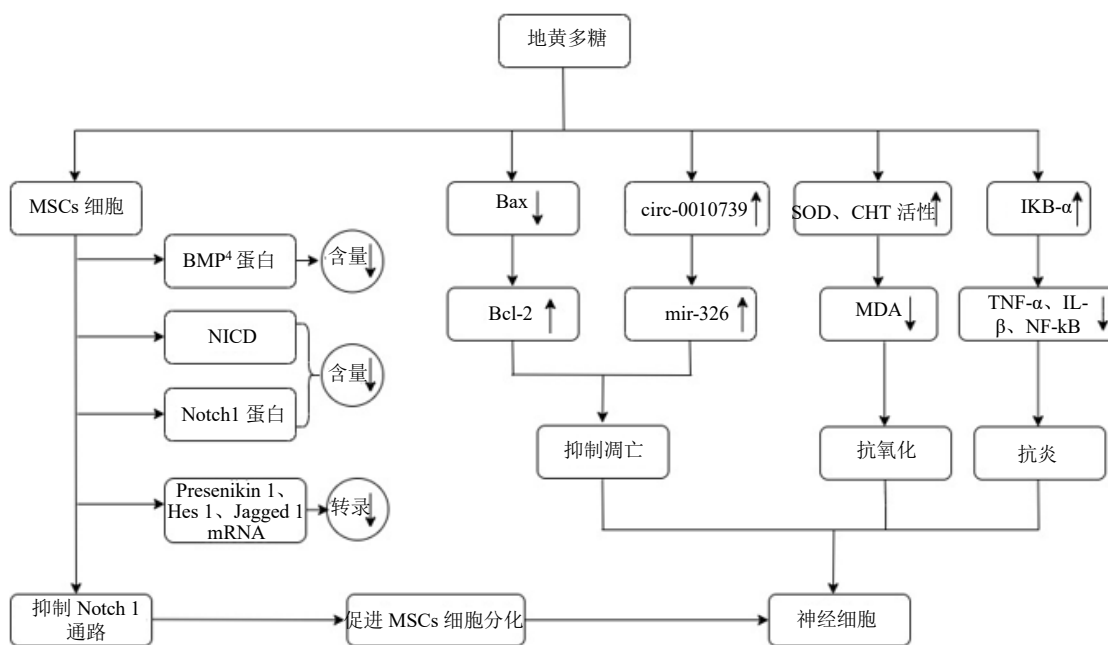 地黄多糖
MSCs 细胞
Bax
circ-0010739
SOD、CHT 活性
IKB-α
BMP⁴ 蛋白
含量
Bcl-2
mir-326
MDA
TNF-α、IL-
β、NF-kB
NICD
含量
Notch1 蛋白
抑制凋亡
抗氧化
抗炎
Presenikin 1、
Hes 1、Jagged 1
mRNA
转录
抑制 Notch 1
通路
促进 MSCs 细胞分化
神经细胞